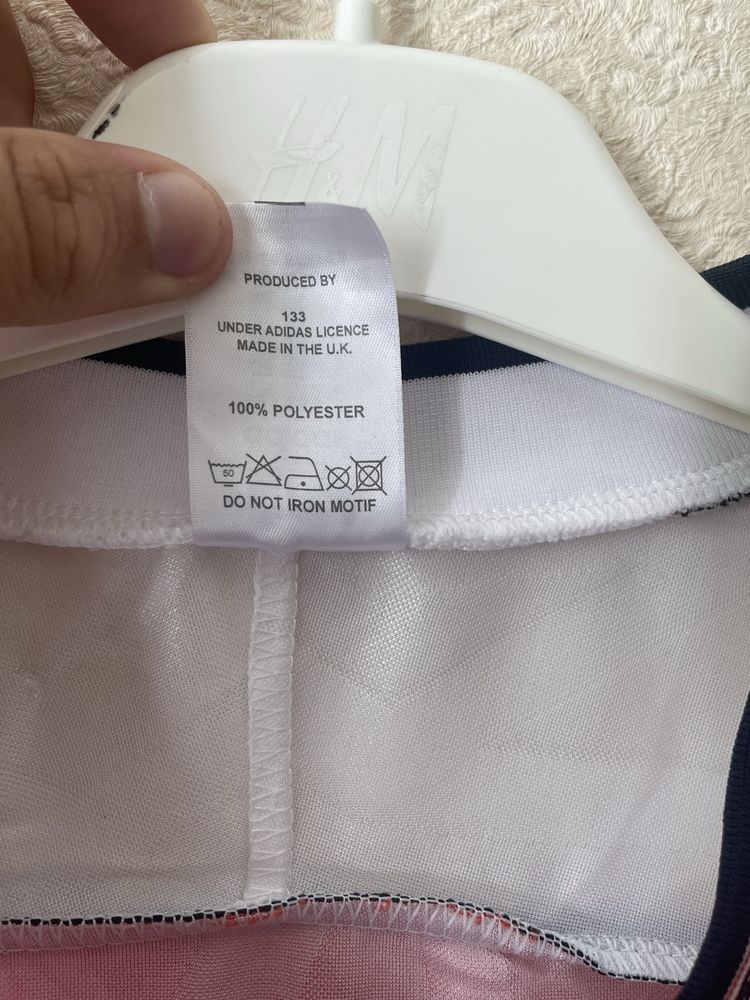 H&M
PRODUCED BY
133
UNDER ADIDAS LICENCE
MADE IN THE U.K.
100% POLYESTER
50
DO NOT IRON MOTIF